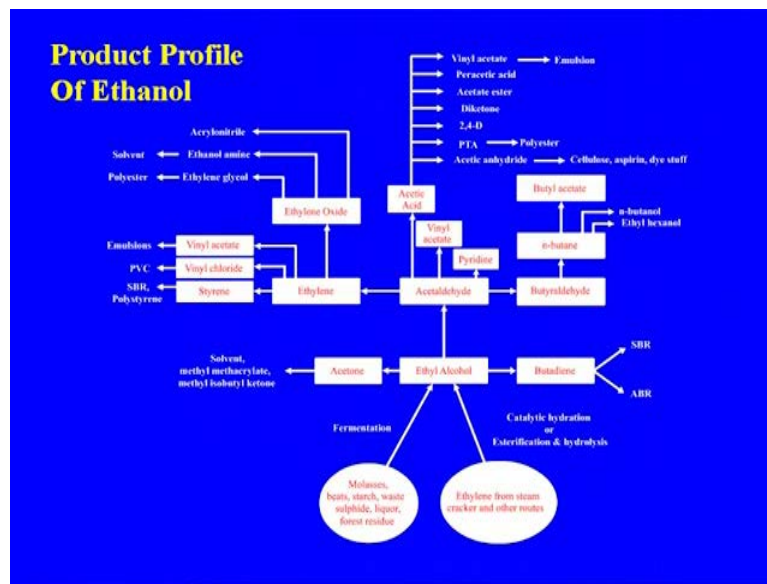 Product Profile
Of Ethanol
Vinyl acetate
Emulsion
Peracetic acid
Acetate ester
Diketone
2,4-D
PTA
Polyester
Acetic anhydride
Cellulose, aspirin, dye stuff
Acrylonitrile
Solvent
Ethanol amine
Polyester
Ethylene glycol
Ethylene Oxide
Acetic
Acid
Butyl acetate
n-butanol
Ethyl hexanol
Vinyl
acetate
n-butane
Emulsions
Vinyl acetate
Pyridine
PVC
Vinyl chloride
SBR,
Polystyrene
Styrene
Ethylene
Acetaldehyde
Butyraldehyde
Solvent,
methyl methacrylate,
methyl isobutyl ketone
Acetone
Ethyl Alcohol
Butadiene
SBR
ABR
Fermentation
Catalytic hydration
or
Esterification & hydrolysis
Molasses,
beats, starch, waste
sulphide, liquor,
forest residue
Ethylene from steam
cracker and other routes